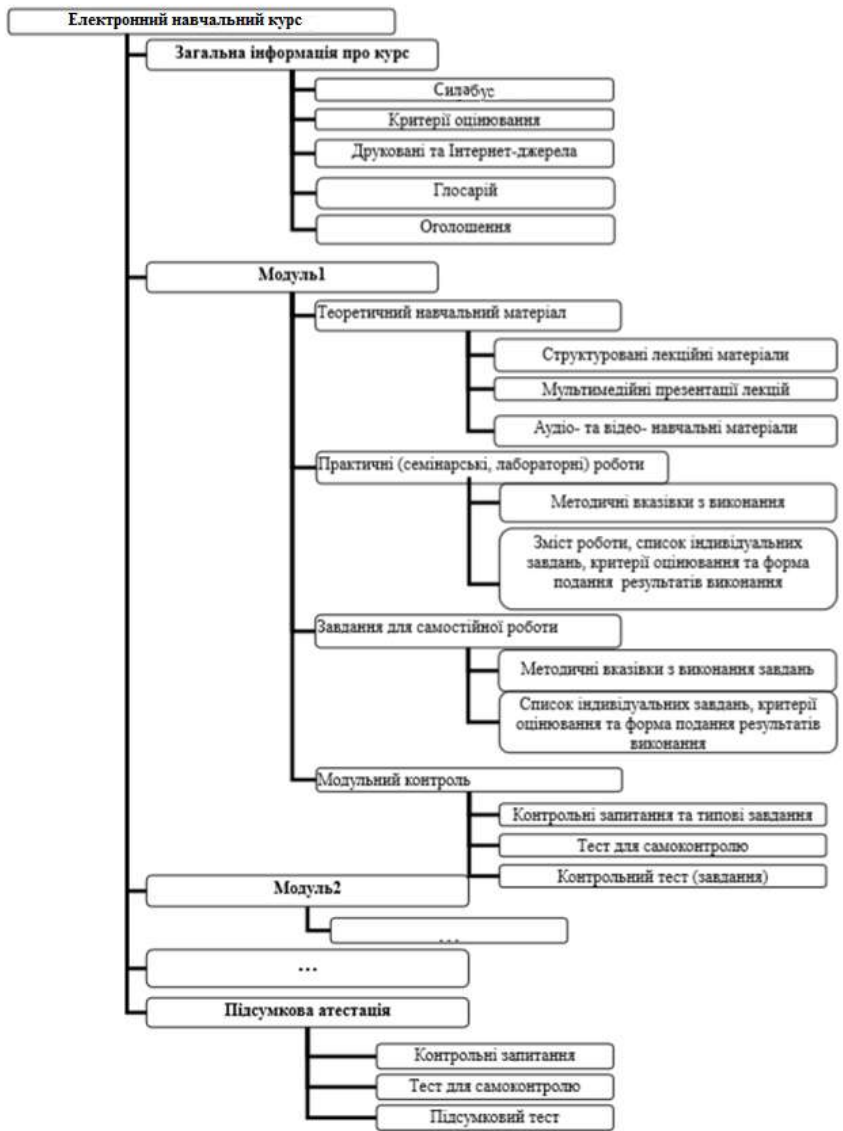 Електронний навчальний курс
Загальна інформація про курс
Силабус
Критерії оцінювання
Друковані та Інтернет-джерела
Глосарій
Оголошення
Модуль1
Теоретичний навчальний матеріал
Структуровані лекційні матеріали
Мультимедійні презентації лекцій
Аудіо- та відео- навчальні матеріали
Практичні (семінарські, лабораторні) роботи
Методичні вказівки з виконання
Зміст роботи, список індивідуальних
завдань, критерії оцінювання та форма
подання результатів виконання
Завдання для самостійної роботи
Методичні вказівки з виконання завдань
Список індивідуальних завдань, критерії
оцінювання та форма подання результатів
виконання
Модульний контроль
Контрольні запитання та типові завдання
Тест для самоконтролю
Контрольний тест (завдання)
Модуль2
...
...
Підсумкова атестація
Контрольні запитання
Тест для самоконтролю
Підсумковий тест